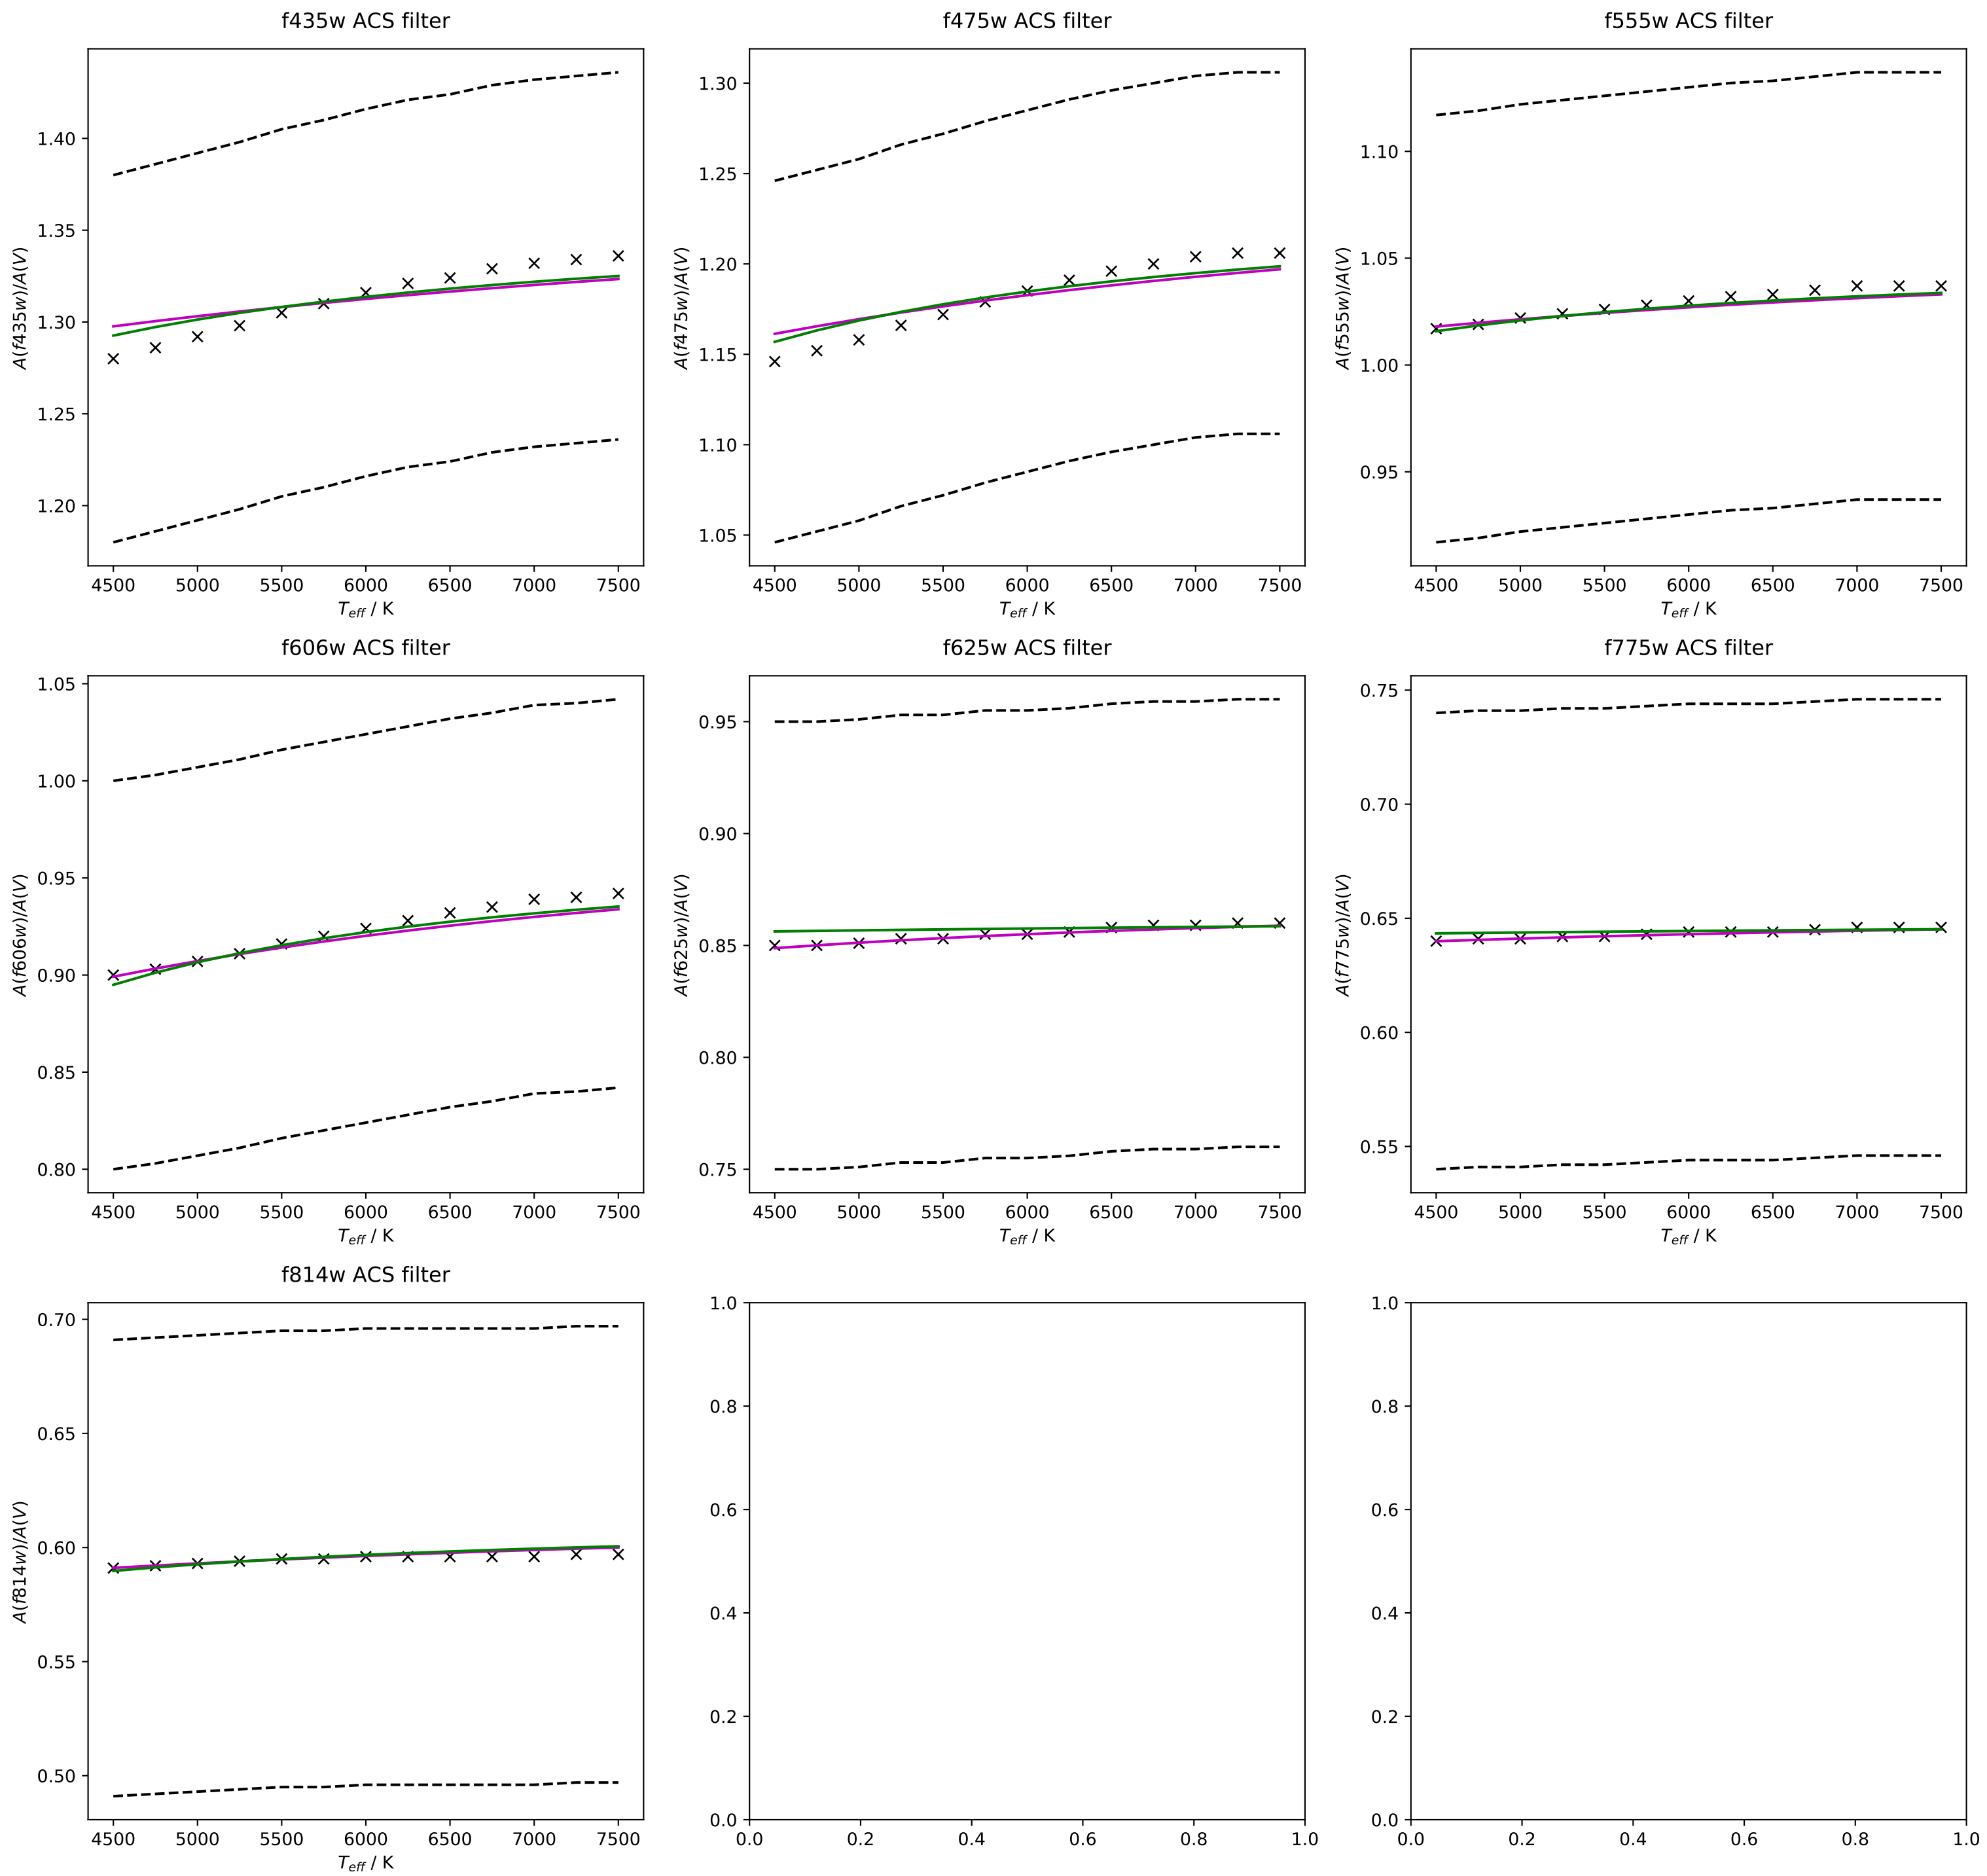 f435w ACS filter
A(f435w)/A(V)
1.40
1.35
1.30
1.25
1.20
4500 5000 5500 6000 6500 7000 7500
T_eff / K
f475w ACS filter
A(f475w)/A(V)
1.30
1.25
1.20
1.15
1.10
1.05
4500 5000 5500 6000 6500 7000 7500
T_eff / K
f555w ACS filter
A(f555w)/A(V)
1.10
1.05
1.00
0.95
4500 5000 5500 6000 6500 7000 7500
T_eff / K
f606w ACS filter
A(f606w)/A(V)
1.05
1.00
0.95
0.90
0.85
0.80
4500 5000 5500 6000 6500 7000 7500
T_eff / K
f625w ACS filter
A(f625w)/A(V)
0.95
0.90
0.85
0.80
0.75
4500 5000 5500 6000 6500 7000 7500
T_eff / K
f775w ACS filter
A(f775w)/A(V)
0.75
0.70
0.65
0.60
0.55
4500 5000 5500 6000 6500 7000 7500
T_eff / K
f814w ACS filter
A(f814w)/A(V)
0.70
0.65
0.60
0.55
0.50
4500 5000 5500 6000 6500 7000 7500
T_eff / K
1.0
0.8
0.6
0.4
0.2
0.0
0.0 0.2 0.4 0.6 0.8 1.0
1.0
0.8
0.6
0.4
0.2
0.0
0.0 0.2 0.4 0.6 0.8 1.0